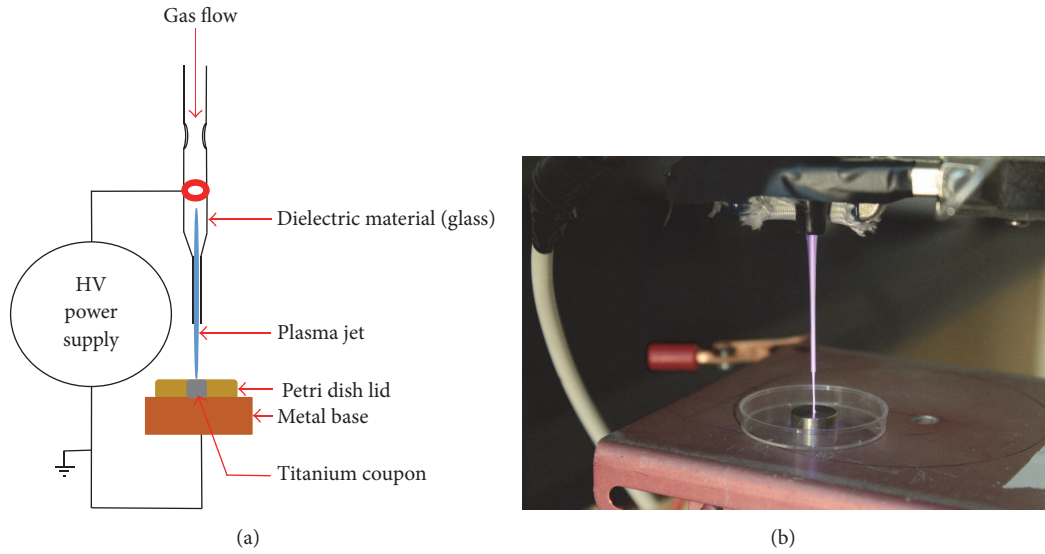 Gas flow
Dielectric material (glass)
HV
power
supply
Plasma jet
Petri dish lid
Metal base
Titanium coupon
(a)
(b)